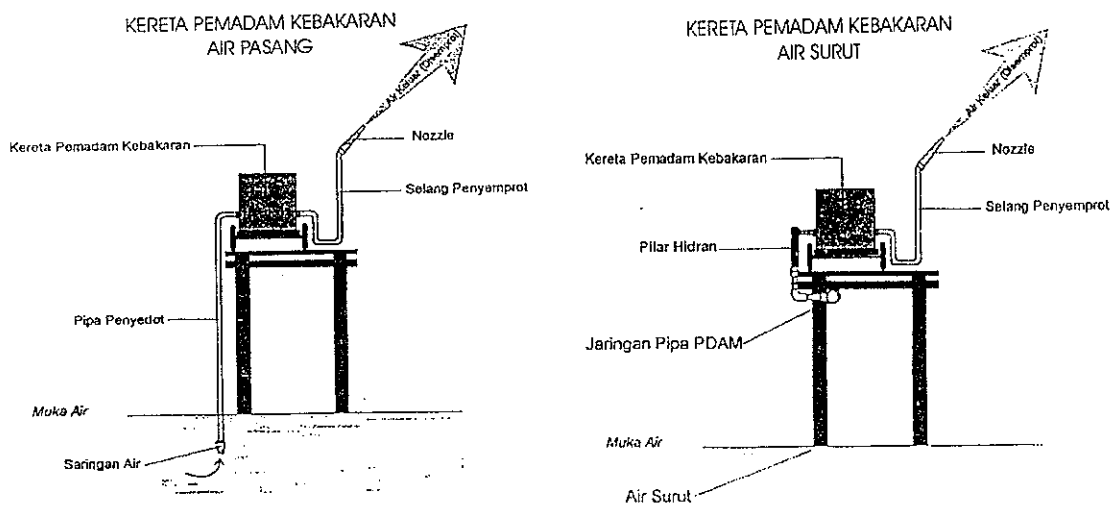 KERETA PEMADAM KEBAKARAN
AIR PASANG
Air Keluar (Disemprot)
Nozzle
Kereta Pemadam Kebakaran
Selang Penyemprot
Pipa Penyedot
Muka Air
Saringan Air
KERETA PEMADAM KEBAKARAN
AIR SURUT
Air Keluar (Disemprot)
Nozzle
Kereta Pemadam Kebakaran
Selang Penyemprot
Pilar Hidran
Jaringan Pipa PDAM
Muka Air
Air Surut